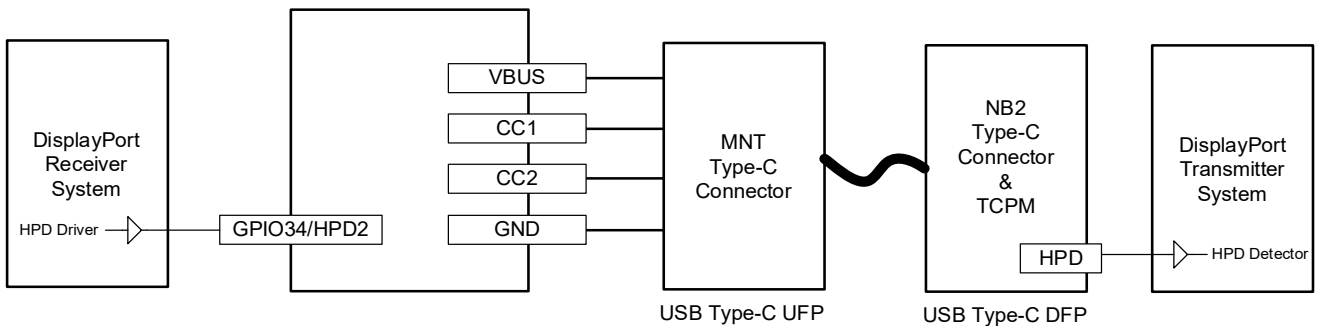 DisplayPort
Receiver
System
HPD Driver
GPIO34/HPD2
VBUS
CC1
CC2
GND
MNT
Type-C
Connector
USB Type-C UFP
NB2
Type-C
Connector
&
TCPM
HPD
USB Type-C DFP
DisplayPort
Transmitter
System
HPD Detector